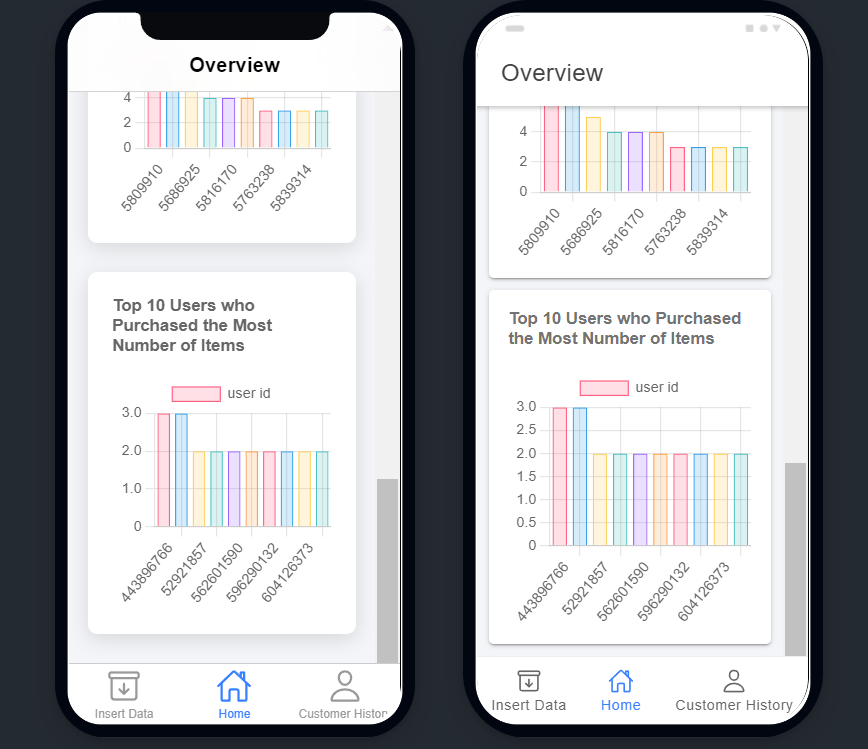 Overview
4
2
0
5809910
5686925
5816170
5763238
5839314
Top 10 Users who
Purchased the Most
Number of Items
user id
3.0
2.0
1.0
0
443896766
52921857
562601590
596290132
604126373
Insert Data
Home
Customer History
Overview
4
2
0
5809910
5686925
5816170
5763238
5839314
Top 10 Users who Purchased
the Most Number of Items
user id
3.0
2.5
2.0
1.5
1.0
0.5
0
443896766
52921857
562601590
596290132
604126373
Insert Data
Home
Customer History